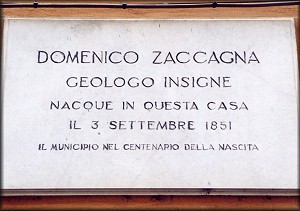 DOMENICO ZACCAGNA
GEOLOGO INSIGNE
NACQUE IN QUESTA CASA
IL 3 SETTEMBRE 1851
IL MUNICIPIO NEL CENTENARIO DELLA NASCITA